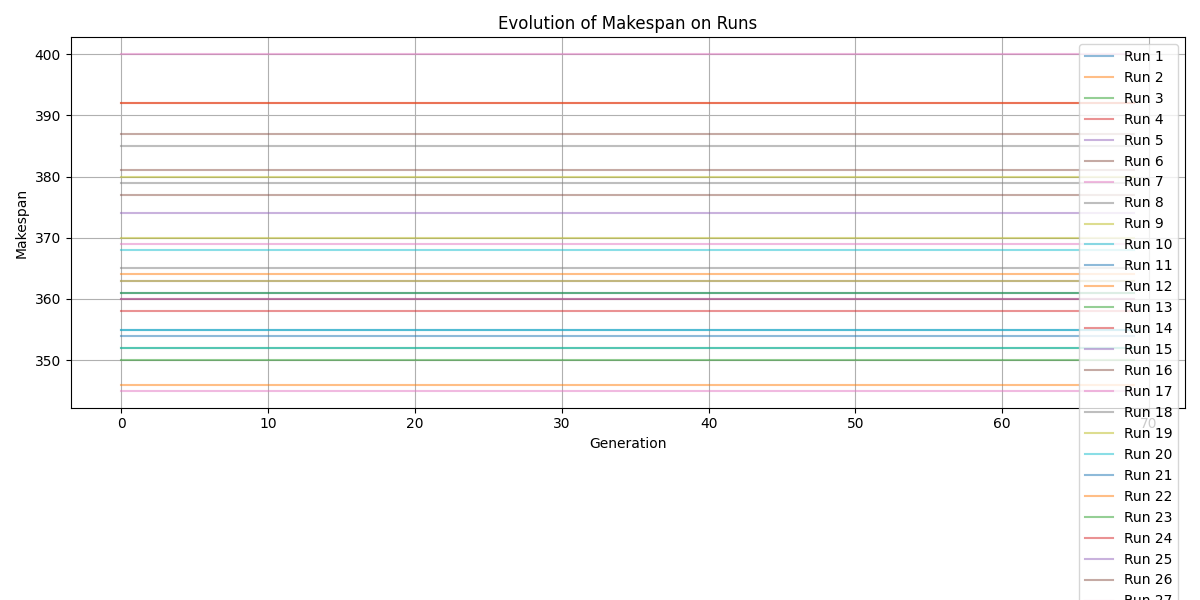 Evolution of Makespan on Runs
Makespan
400
390
380
370
360
350
0
10
20
30
40
50
60
70
Generation
Run 1
Run 2
Run 3
Run 4
Run 5
Run 6
Run 7
Run 8
Run 9
Run 10
Run 11
Run 12
Run 13
Run 14
Run 15
Run 16
Run 17
Run 18
Run 19
Run 20
Run 21
Run 22
Run 23
Run 24
Run 25
Run 26
Run 27